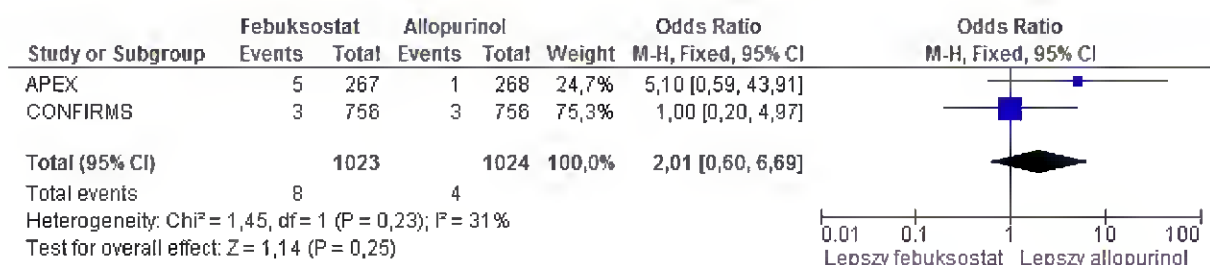 Febuksostat Allopurinol Odds Ratio Odds Ratio
Study or Subgroup Events Total Events Total Weight M-H, Fixed, 95% CI M-H, Fixed, 95% CI
APEX 5 267 1 268 24,7% 5,10 [0,59, 43,91]
CONFIRMS 3 756 3 756 75,3% 1,00 [0,20, 4,97]
Total (95% CI) 1023 1024 100,0% 2,01 [0,60, 6,69]
Total events 8 4
Heterogeneity: Chi² = 1,45, df = 1 (P = 0,23); I² = 31%
Test for overall effect: Z = 1,14 (P = 0,25)
0.01 0.1 1 10 100
Lepszy febuksostat Lepszy allopurinol